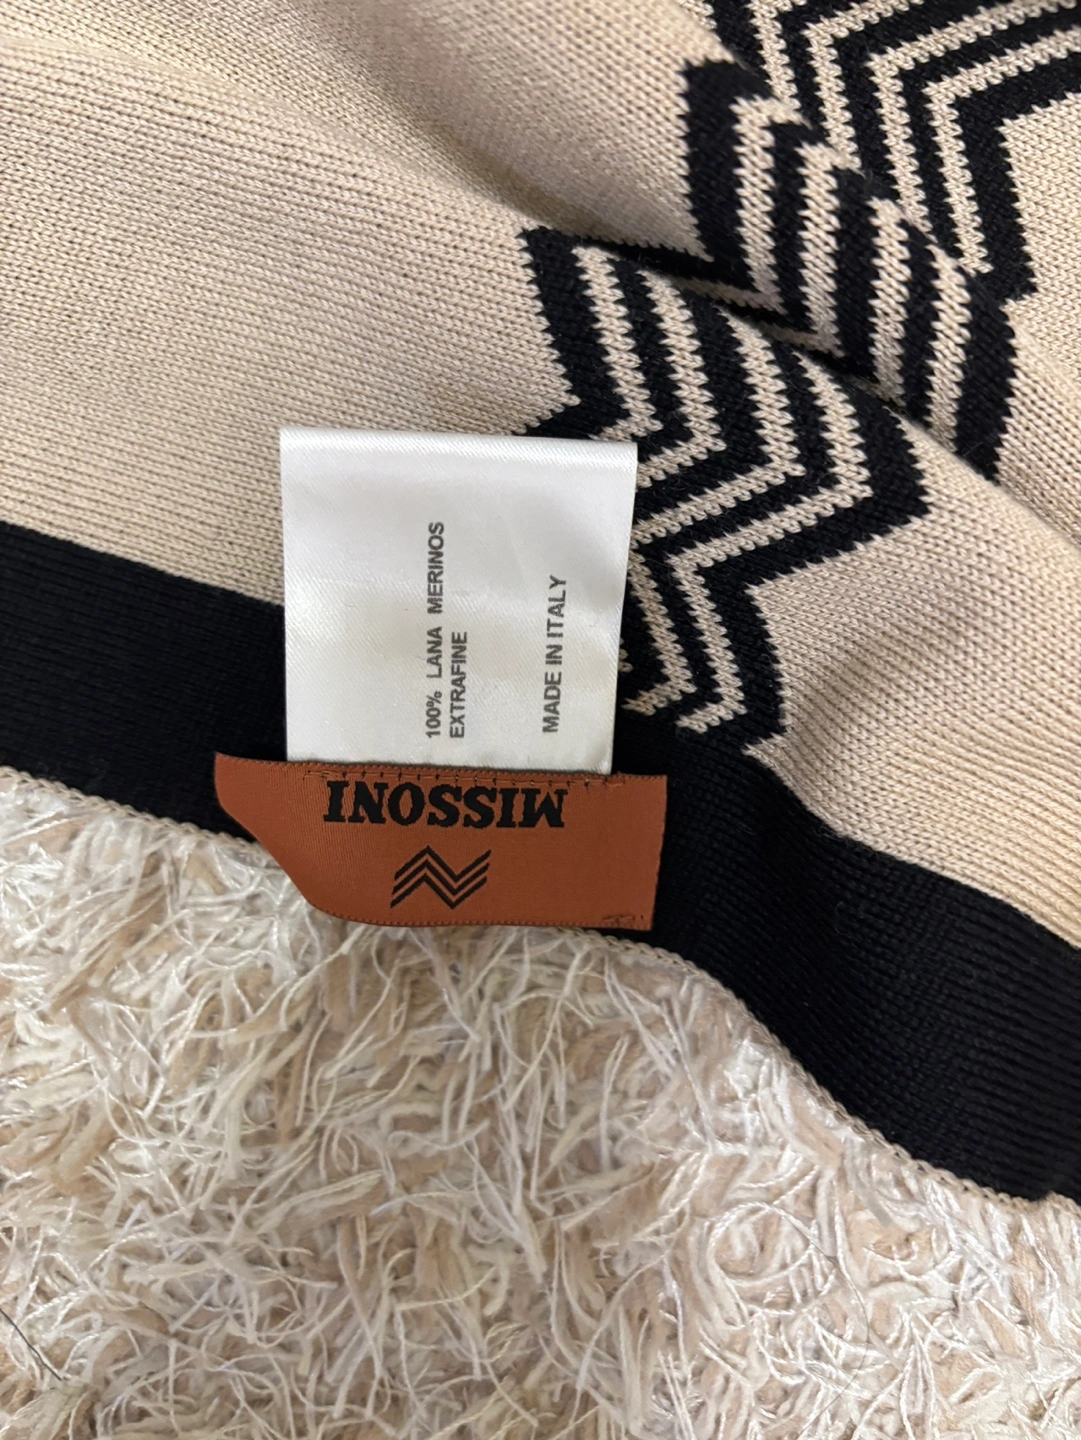 100% LANA MERINOS
EXTRAFINE
MADE IN ITALY
MISSONI